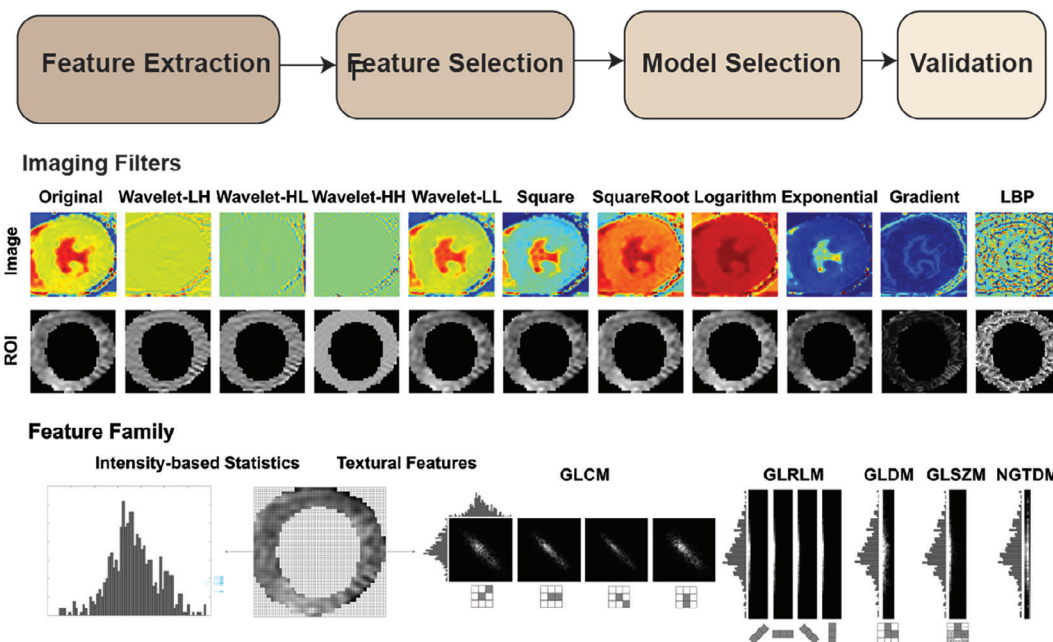 Feature Extraction
Feature Selection
Model Selection
Validation
Imaging Filters
Original Wavelet-LH Wavelet-HL Wavelet-HH Wavelet-LL Square SquareRoot Logarithm Exponential Gradient LBP
Image
ROI
Feature Family
Intensity-based Statistics Textural Features GLCM GLRLM GLDM GLSZM NGTDM